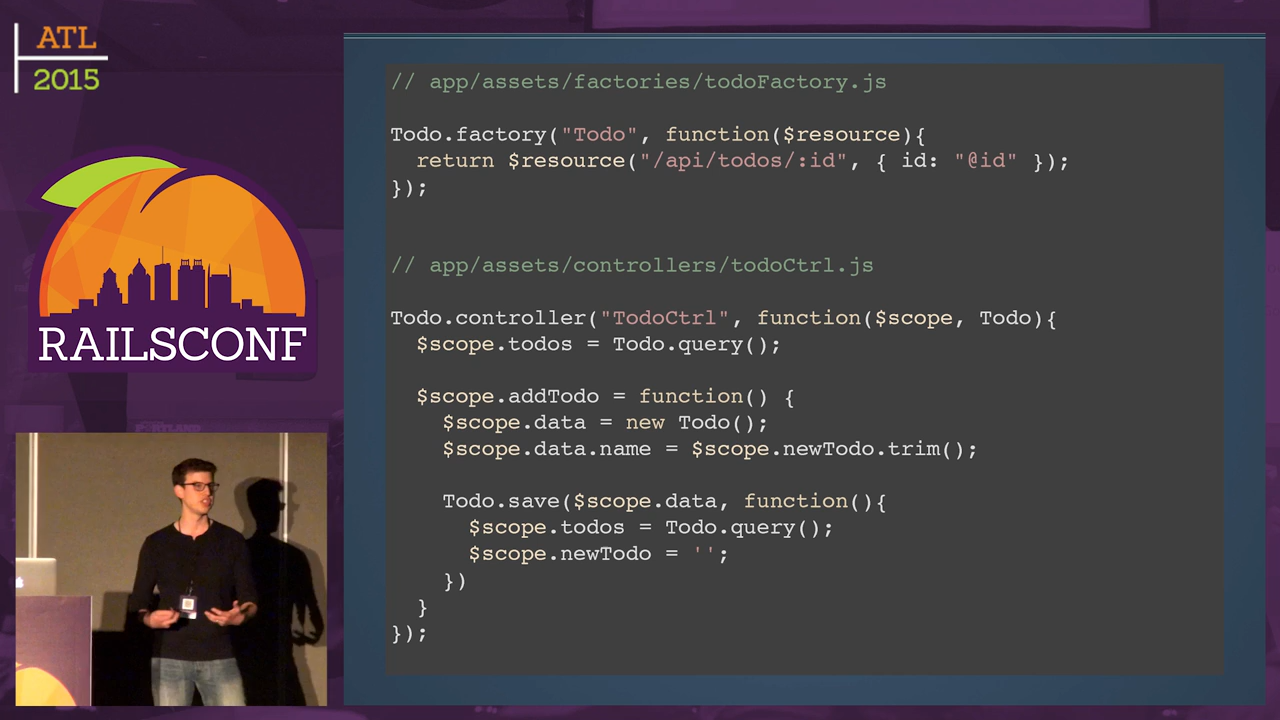 ATL
2015
RAILSCONF
// app/assets/factories/todoFactory.js
Todo.factory("Todo", function($resource){
  return $resource("/api/todos/:id", { id: "@id" });
});
// app/assets/controllers/todoCtrl.js
Todo.controller("TodoCtrl", function($scope, Todo){
  $scope.todos = Todo.query();
  $scope.addTodo = function() {
    $scope.data = new Todo();
    $scope.data.name = $scope.newTodo.trim();
    Todo.save($scope.data, function(){
      $scope.todos = Todo.query();
      $scope.newTodo = '';
    })
  }
});